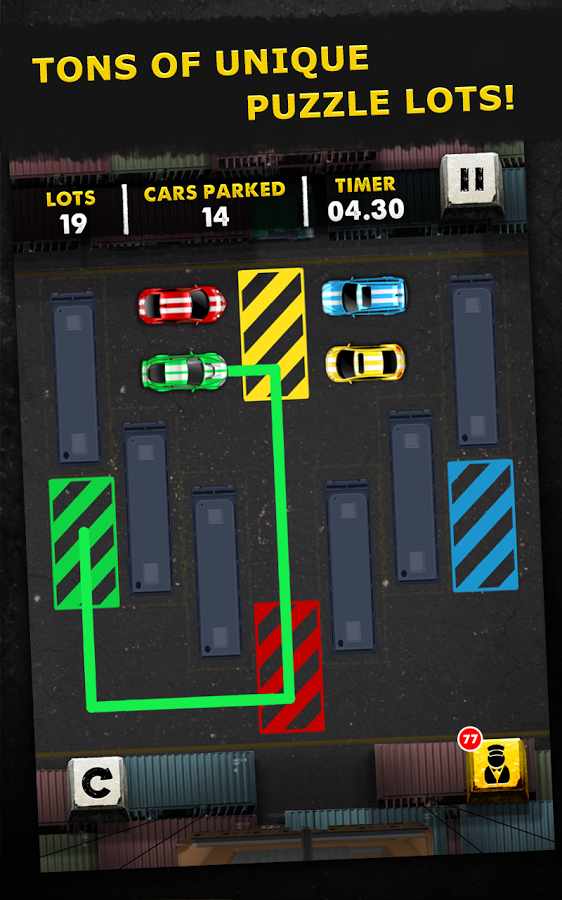 TONS OF UNIQUE
PUZZLE LOTS!
LOTS
19
CARS PARKED
14
TIMER
04.30
77